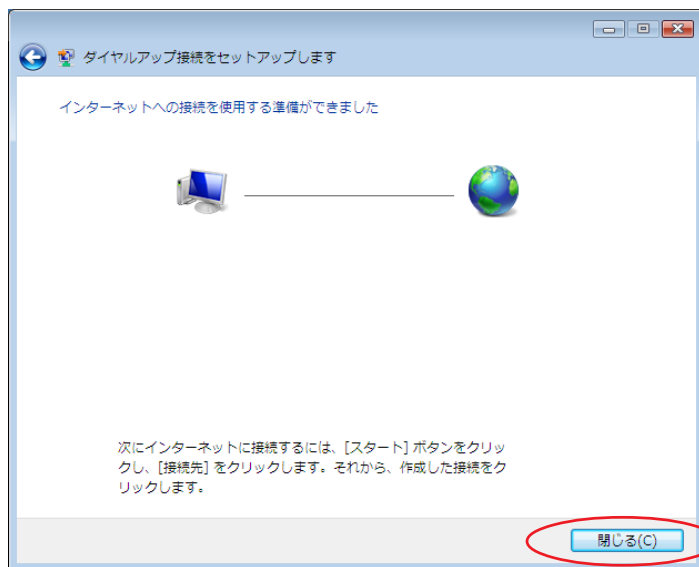 ダイヤルアップ接続をセットアップします
インターネットへの接続を使用する準備ができました
次にインターネットに接続するには、[スタート] ボタンをクリッ
クし、[接続先] をクリックします。それから、作成した接続をク
リックします。
閉じる(C)